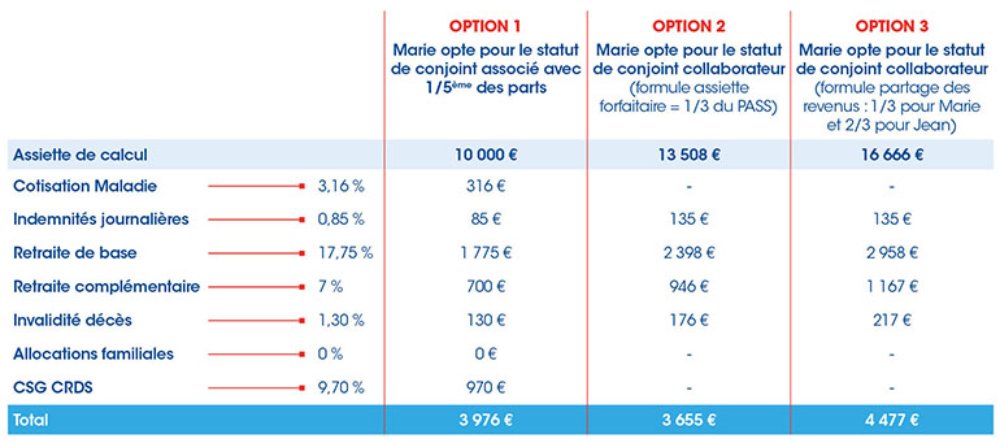 OPTION 1 OPTION 2 OPTION 3
Marie opte pour le statut Marie opte pour le statut Marie opte pour le statut
de conjoint associé avec de conjoint collaborateur de conjoint collaborateur
1/5ème des parts (formule assiette (formule partage des
forfaitaire = 1/3 du PASS) revenus : 1/3 pour Marie
et 2/3 pour Jean)
Assiette de calcul 10 000 € 13 508 € 16 666 €
Cotisation Maladie 3,16 % 316 € - -
Indemnités journalières 0,85 % 85 € 135 € 135 €
Retraite de base 17,75 % 1 775 € 2 398 € 2 958 €
Retraite complémentaire 7 % 700 € 946 € 1 167 €
Invalidité décès 1,30 % 130 € 176 € 217 €
Allocations familiales 0 % 0 € - -
CSG CRDS 9,70 % 970 € - -
Total 3 976 € 3 655 € 4 477 €